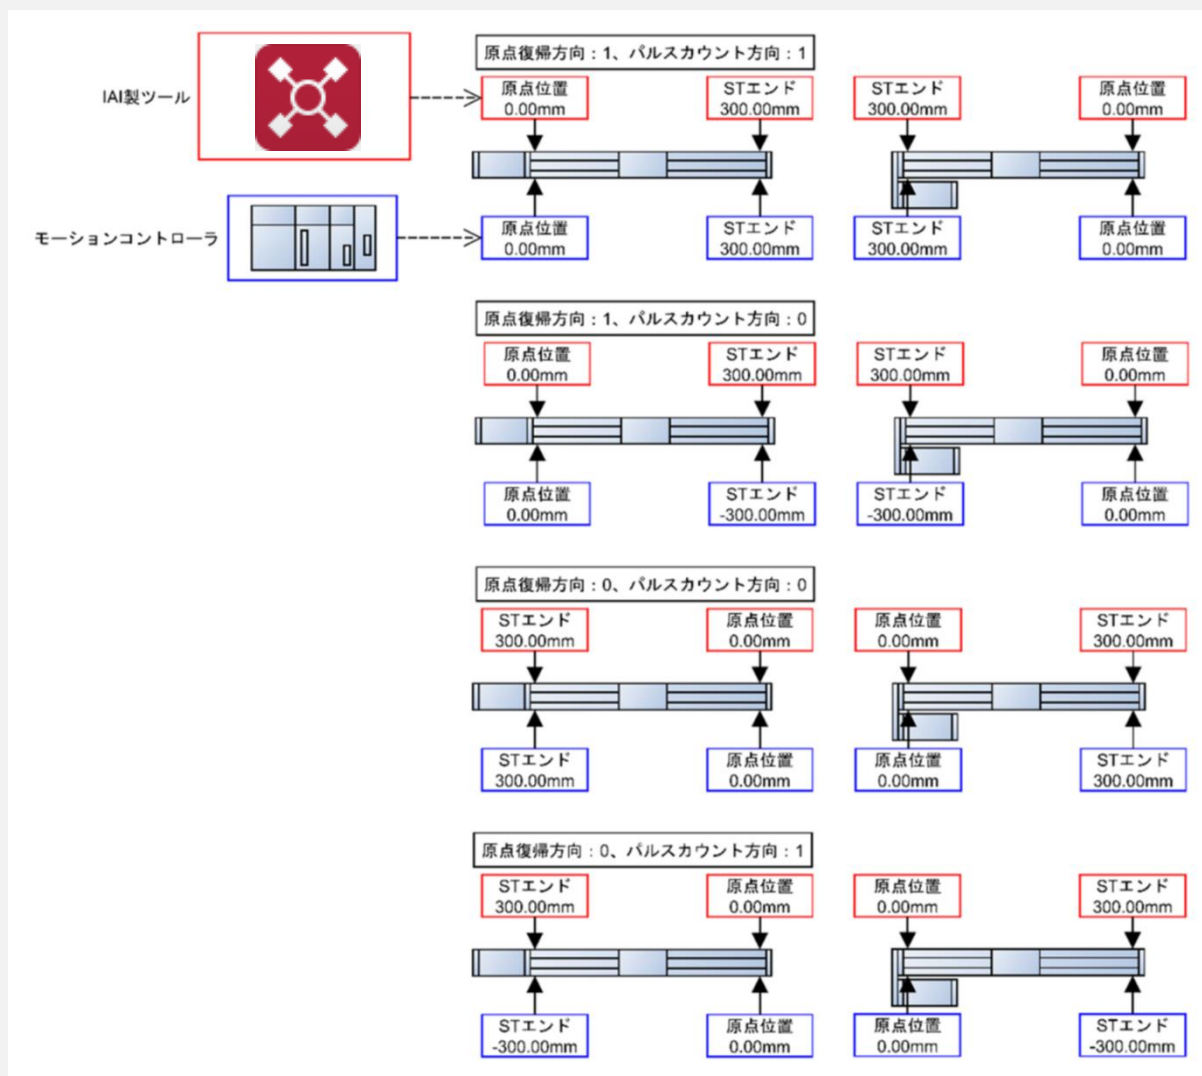 原点復帰方向：1、パルスカウント方向：1
IAI製ツール
原点位置
0.00mm
STエンド
300.00mm
STエンド
300.00mm
原点位置
0.00mm
モーションコントローラ
原点位置
0.00mm
STエンド
300.00mm
STエンド
300.00mm
原点位置
0.00mm
原点復帰方向：1、パルスカウント方向：0
原点位置
0.00mm
STエンド
300.00mm
STエンド
300.00mm
原点位置
0.00mm
原点位置
0.00mm
STエンド
-300.00mm
STエンド
-300.00mm
原点位置
0.00mm
原点復帰方向：0、パルスカウント方向：0
STエンド
300.00mm
原点位置
0.00mm
原点位置
0.00mm
STエンド
300.00mm
STエンド
300.00mm
原点位置
0.00mm
原点位置
0.00mm
STエンド
300.00mm
原点復帰方向：0、パルスカウント方向：1
STエンド
300.00mm
原点位置
0.00mm
原点位置
0.00mm
STエンド
300.00mm
STエンド
-300.00mm
原点位置
0.00mm
原点位置
0.00mm
STエンド
-300.00mm